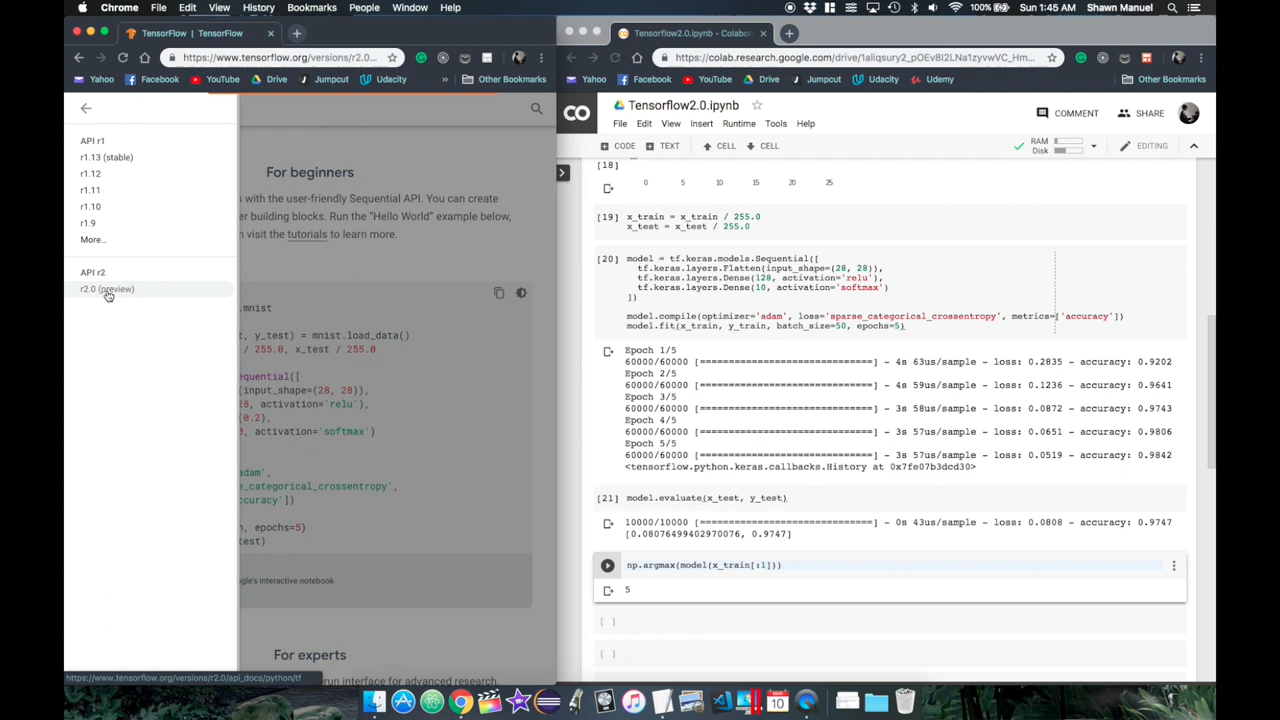 Chrome File Edit View History Bookmarks People Window Help
100% Sun 1:45 AM Shawn Manuel
TensorFlow | TensorFlow
https://www.tensorflow.org/versions/r2.0...
Yahoo Facebook YouTube Drive Jumpcut Udacity » Other Bookmarks
API r1
r1.13 (stable)
r1.12
r1.11
r1.10
r1.9
More...
API r2
r2.0 (preview)
For beginners
s with the user-friendly Sequential API. You can create
er building blocks. Run the “Hello World” example below,
n visit the tutorials to learn more.
.mnist
, y_test) = mnist.load_data()
/ 255.0, x_test / 255.0
equential([
(input_shape=(28, 28)),
28, activation='relu'),
(0.2),
, activation='softmax')
adam',
e_categorical_crossentropy',
ccuracy'])
n, epochs=5)
test)
gle's interactive notebook
For experts
run interface for advanced research.
https://www.tensorflow.org/versions/r2.0/api_docs/python/tf
Tensorflow2.0.ipynb - Colabor
https://colab.research.google.com/drive/1aliqsury2_pOEv8I2LNa1zyvwVC_Hm...
Yahoo Facebook YouTube Drive Jumpcut Udacity Udemy Other Bookmarks
CO Tensorflow2.0.ipynb
COMMENT SHARE
File Edit View Insert Runtime Tools Help
CODE TEXT CELL CELL
RAM
Disk
EDITING
[18]
0 5 10 15 20 25
[19] x_train = x_train / 255.0
x_test = x_test / 255.0
[20] model = tf.keras.models.Sequential([
tf.keras.layers.Flatten(input_shape=(28, 28)),
tf.keras.layers.Dense(128, activation='relu'),
tf.keras.layers.Dense(10, activation='softmax')
])
model.compile(optimizer='adam', loss='sparse_categorical_crossentropy', metrics=['accuracy'])
model.fit(x_train, y_train, batch_size=50, epochs=5)
Epoch 1/5
60000/60000 [==============================] - 4s 63us/sample - loss: 0.2835 - accuracy: 0.9202
Epoch 2/5
60000/60000 [==============================] - 4s 59us/sample - loss: 0.1236 - accuracy: 0.9641
Epoch 3/5
60000/60000 [==============================] - 3s 58us/sample - loss: 0.0872 - accuracy: 0.9743
Epoch 4/5
60000/60000 [==============================] - 3s 57us/sample - loss: 0.0651 - accuracy: 0.9806
Epoch 5/5
60000/60000 [==============================] - 3s 57us/sample - loss: 0.0519 - accuracy: 0.9842
<tensorflow.python.keras.callbacks.History at 0x7fe07b3dcd30>
[21] model.evaluate(x_test, y_test)
10000/10000 [==============================] - 0s 43us/sample - loss: 0.0808 - accuracy: 0.9747
[0.08076499402970076, 0.9747]
np.argmax(model(x_train[:1]))
5
[ ]
[ ]